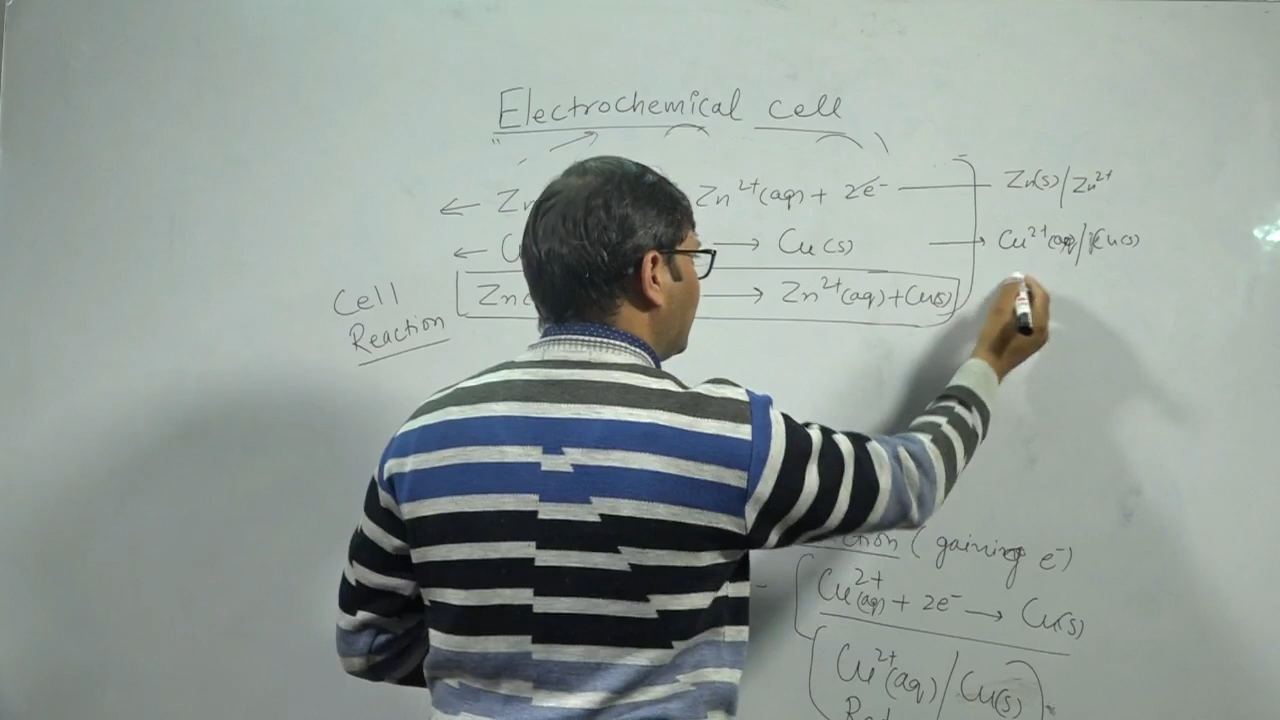 Electrochemical cell
Zn Zn²⁺(aq) + 2e⁻ Zn(s)/Zn²⁺
→ Cu(s) → Cu²⁺(aq)/Cu(s)
Cell Reaction
Zn → Zn²⁺(aq) + Cu(s)
(gaining e⁻)
Cu²⁺(aq) + 2e⁻ → Cu(s)
Cu²⁺(aq)/Cu(s)